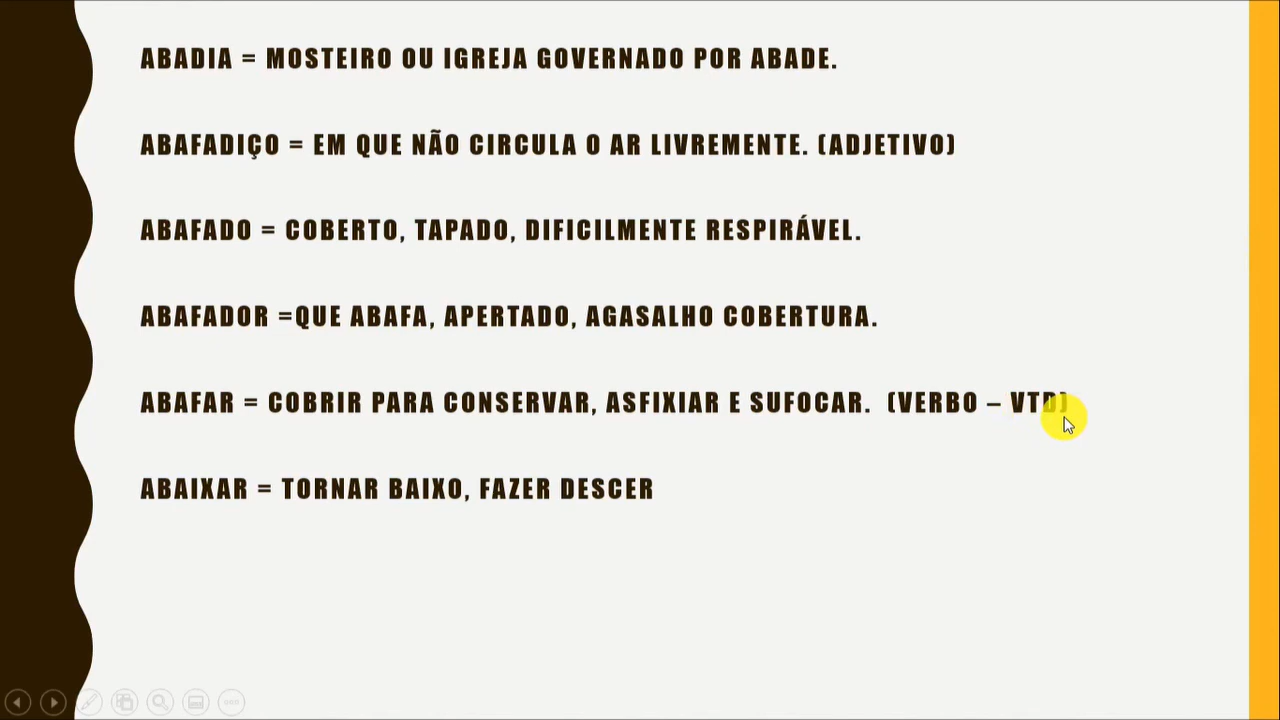 ABADIA = MOSTEIRO OU IGREJA GOVERNADO POR ABADE.
ABAFADIÇO = EM QUE NÃO CIRCULA O AR LIVREMENTE. (ADJETIVO)
ABAFADO = COBERTO, TAPADO, DIFICILMENTE RESPIRÁVEL.
ABAFADOR =QUE ABAFA, APERTADO, AGASALHO COBERTURA.
ABAFAR = COBRIR PARA CONSERVAR, ASFIXIAR E SUFOCAR. (VERBO – VTD)
ABAIXAR = TORNAR BAIXO, FAZER DESCER